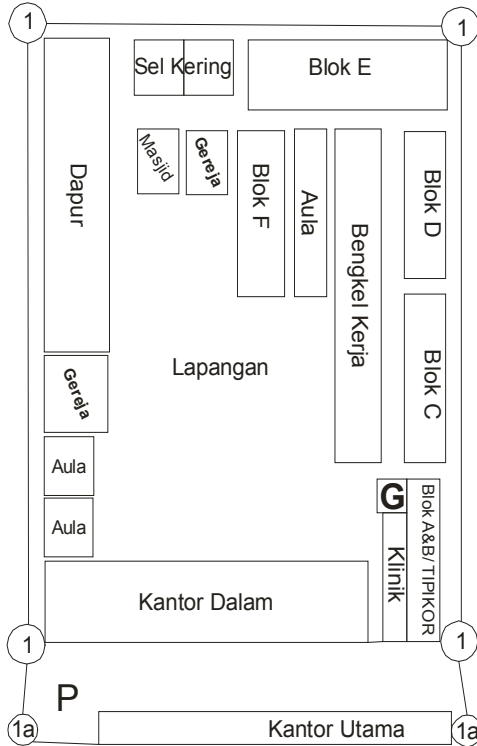 1
1
Sel Kering
Blok E
Dapur
Masjid
Gereja
Blok F
Aula
Bengkel Kerja
Blok D
Lapangan
Blok C
Gereja
Aula
Aula
G
Klinik
Blok A&B/ TIPIKOR
Kantor Dalam
1
1
P
1a
Kantor Utama
1a